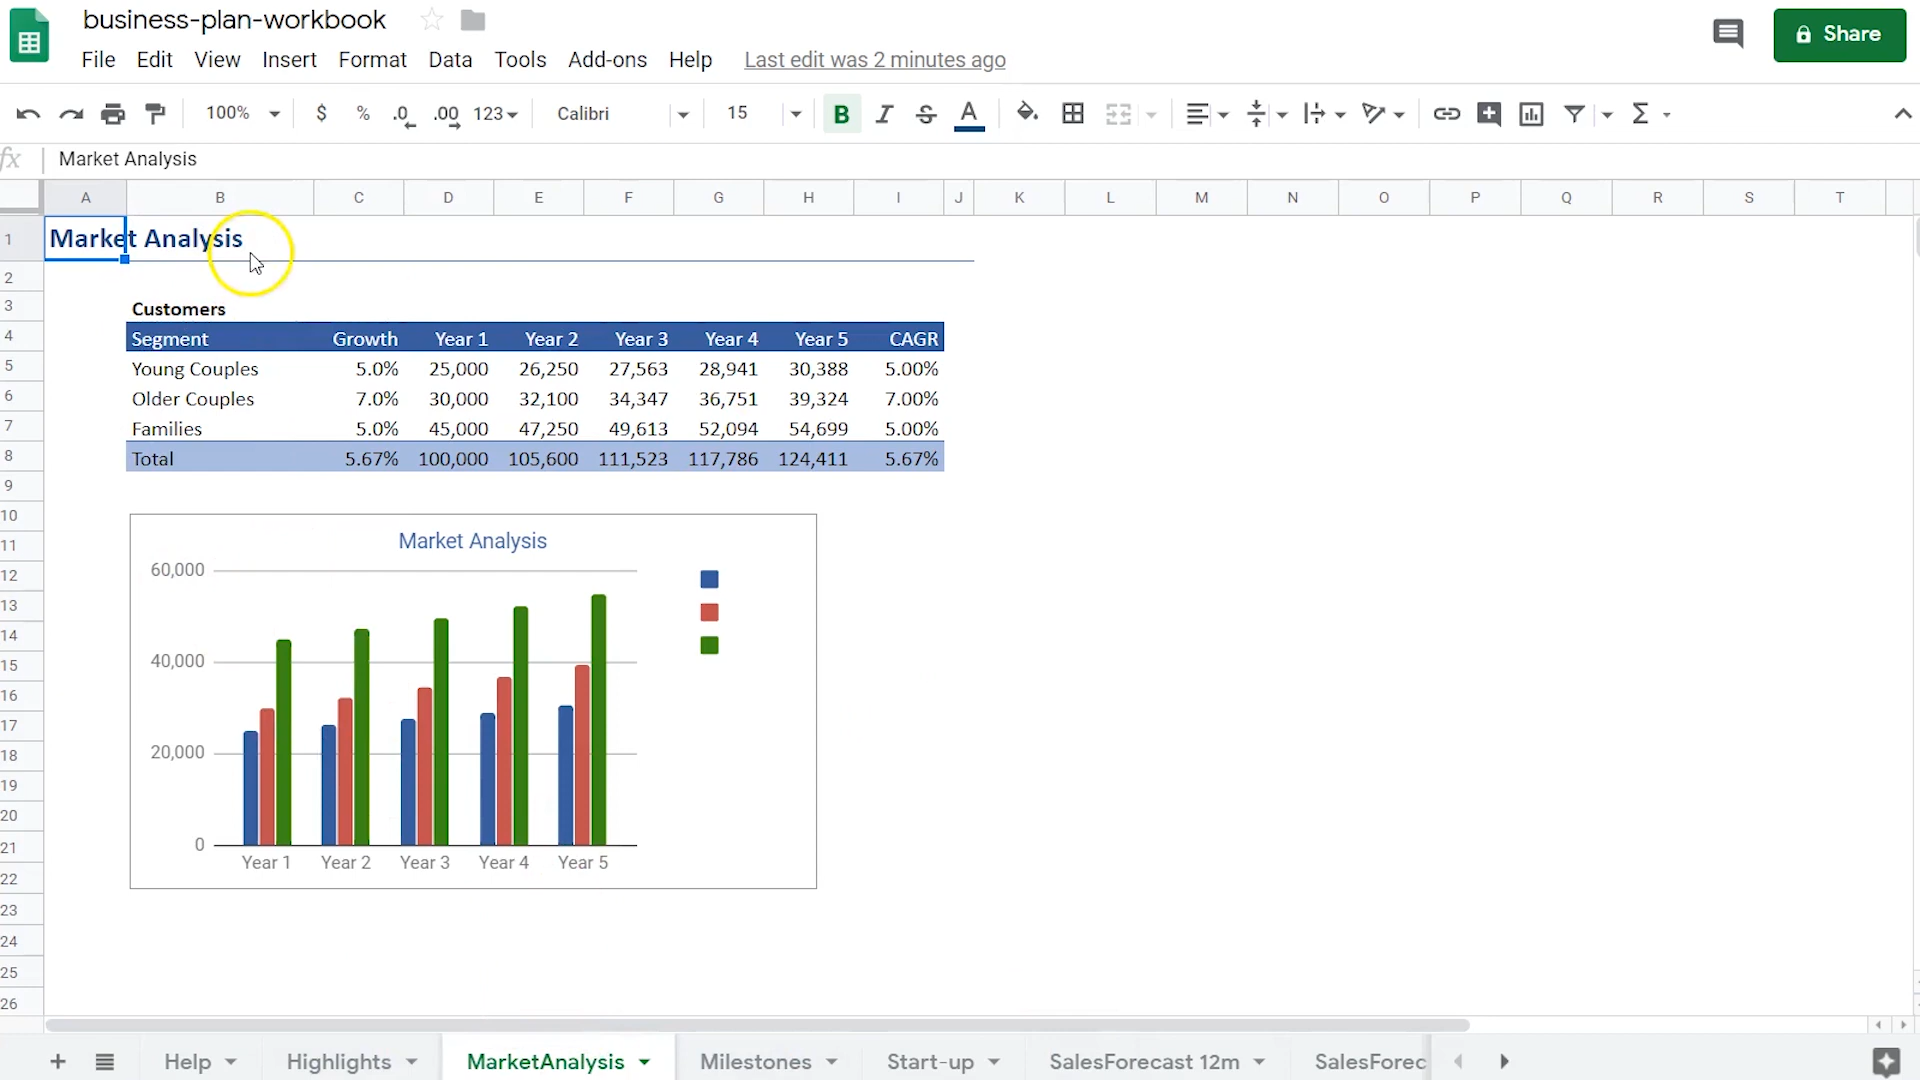 business-plan-workbook
Share
File Edit View Insert Format Data Tools Add-ons Help Last edit was 2 minutes ago
100% $ % .0 .00 123 Calibri 15 B I S A Σ
fx Market Analysis
A B C D E F G H I J K L M N O P Q R S T
1 Market Analysis
2
3 Customers
4 Segment Growth Year 1 Year 2 Year 3 Year 4 Year 5 CAGR
5 Young Couples 5.0% 25,000 26,250 27,563 28,941 30,388 5.00%
6 Older Couples 7.0% 30,000 32,100 34,347 36,751 39,324 7.00%
7 Families 5.0% 45,000 47,250 49,613 52,094 54,699 5.00%
8 Total 5.67% 100,000 105,600 111,523 117,786 124,411 5.67%
9
10
11 Market Analysis
12 60,000
13
14
15 40,000
16
17
18 20,000
19
20
21 0
22 Year 1 Year 2 Year 3 Year 4 Year 5
23
24
25
26
Help Highlights MarketAnalysis Milestones Start-up SalesForecast 12m SalesForec